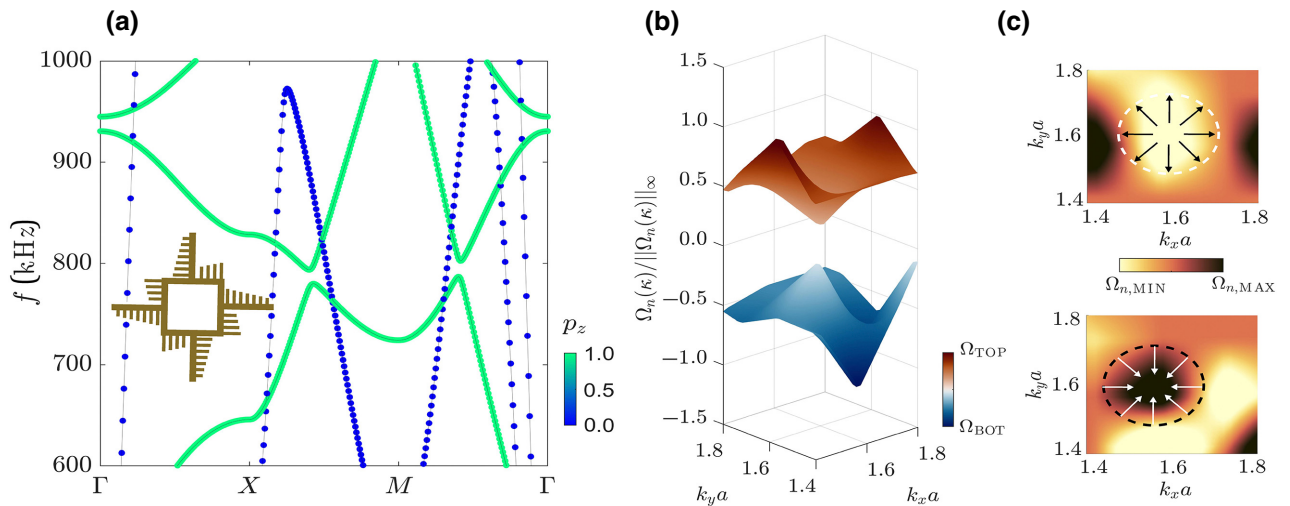 (a)
1000
900
800
700
600
f (kHz)
Γ X M Γ
p_z
1.0
0.5
0.0
(b)
1.5
1.0
0.5
0.0
−0.5
−1.0
−1.5
Ω_n(κ)/||Ω_n(κ)||_∞
1.8
1.6
1.4
1.6
1.8
k_y a
k_x a
Ω_TOP
Ω_BOT
(c)
1.8
1.6
1.4
k_y a
1.4 1.6 1.8
k_x a
Ω_n,MIN Ω_n,MAX
1.8
1.6
1.4
k_y a
1.4 1.6 1.8
k_x a